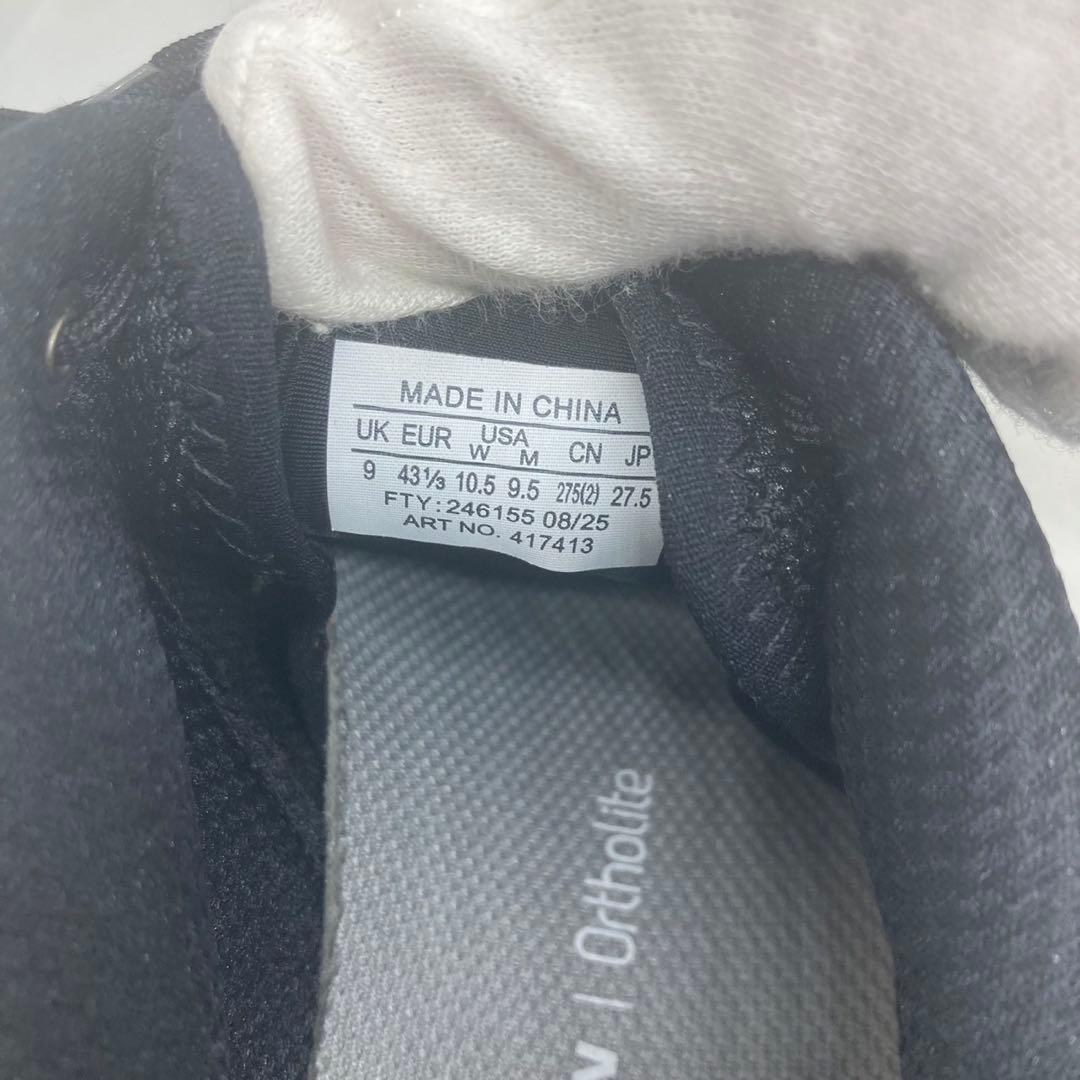 MADE IN CHINA
UK EUR USA W M CN JP
9 43⅓ 10.5 9.5 275(2) 27.5
FTY: 246155 08/25
ART NO. 417413
| Ortholite